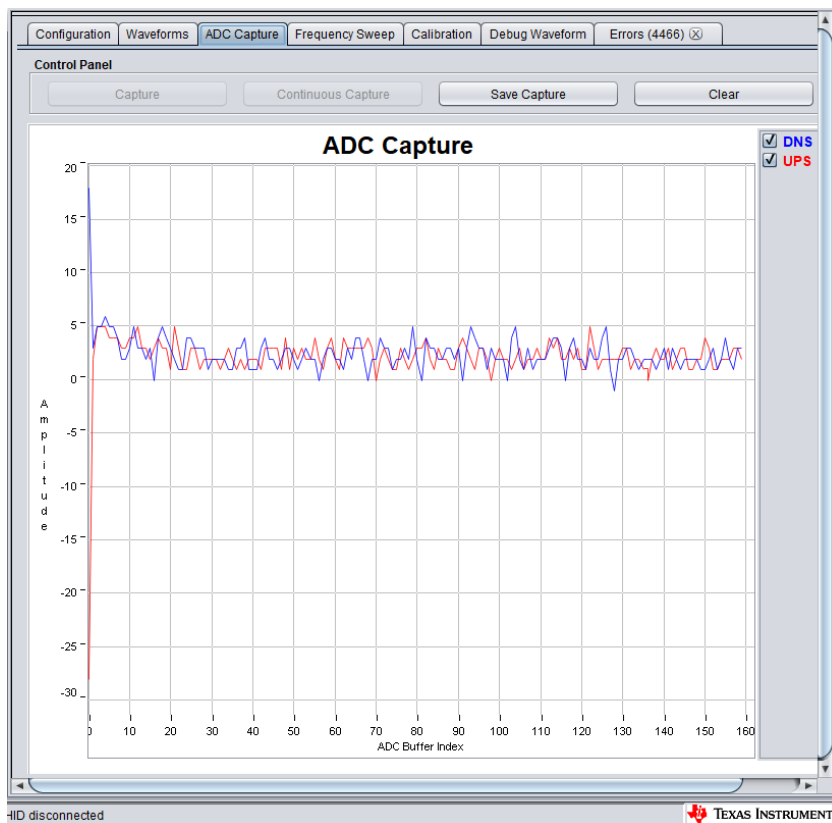 Configuration Waveforms ADC Capture Frequency Sweep Calibration Debug Waveform Errors (4466)
Control Panel
Capture Continuous Capture Save Capture Clear
ADC Capture
DNS
UPS
20
15
10
5
0
-5
-10
-15
-20
-25
-30
Amplitude
0 10 20 30 40 50 60 70 80 90 100 110 120 130 140 150 160
ADC Buffer Index
HID disconnected
TEXAS INSTRUMENT